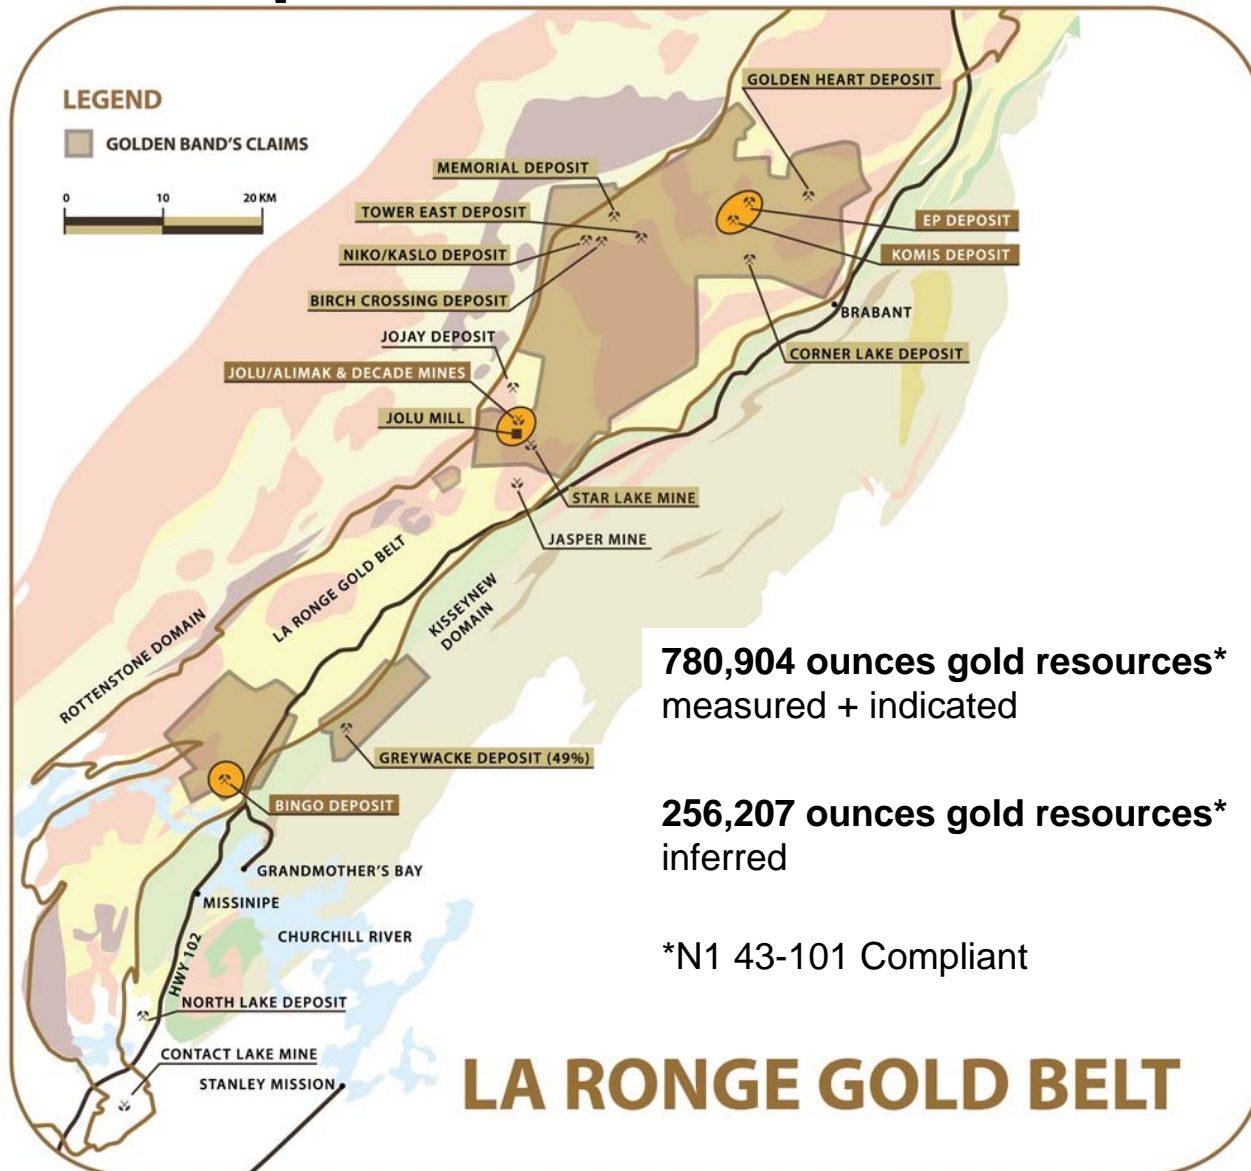 LEGEND
GOLDEN BAND'S CLAIMS
0 10 20 KM
GOLDEN HEART DEPOSIT
MEMORIAL DEPOSIT
TOWER EAST DEPOSIT
EP DEPOSIT
NIKO/KASLO DEPOSIT
KOMIS DEPOSIT
BIRCH CROSSING DEPOSIT
BRABANT
JOJAY DEPOSIT
CORNER LAKE DEPOSIT
JOLU/ALIMAK & DECADE MINES
JOLU MILL
STAR LAKE MINE
JASPER MINE
LA RONGE GOLD BELT
KISSEYNEW
DOMAIN
ROTTENSTONE DOMAIN
780,904 ounces gold resources*
measured + indicated
GREYWACKE DEPOSIT (49%)
BINGO DEPOSIT
256,207 ounces gold resources*
inferred
GRANDMOTHER'S BAY
MISSINIPE
CHURCHILL RIVER
*N1 43-101 Compliant
HWY 102
NORTH LAKE DEPOSIT
CONTACT LAKE MINE
STANLEY MISSION
LA RONGE GOLD BELT